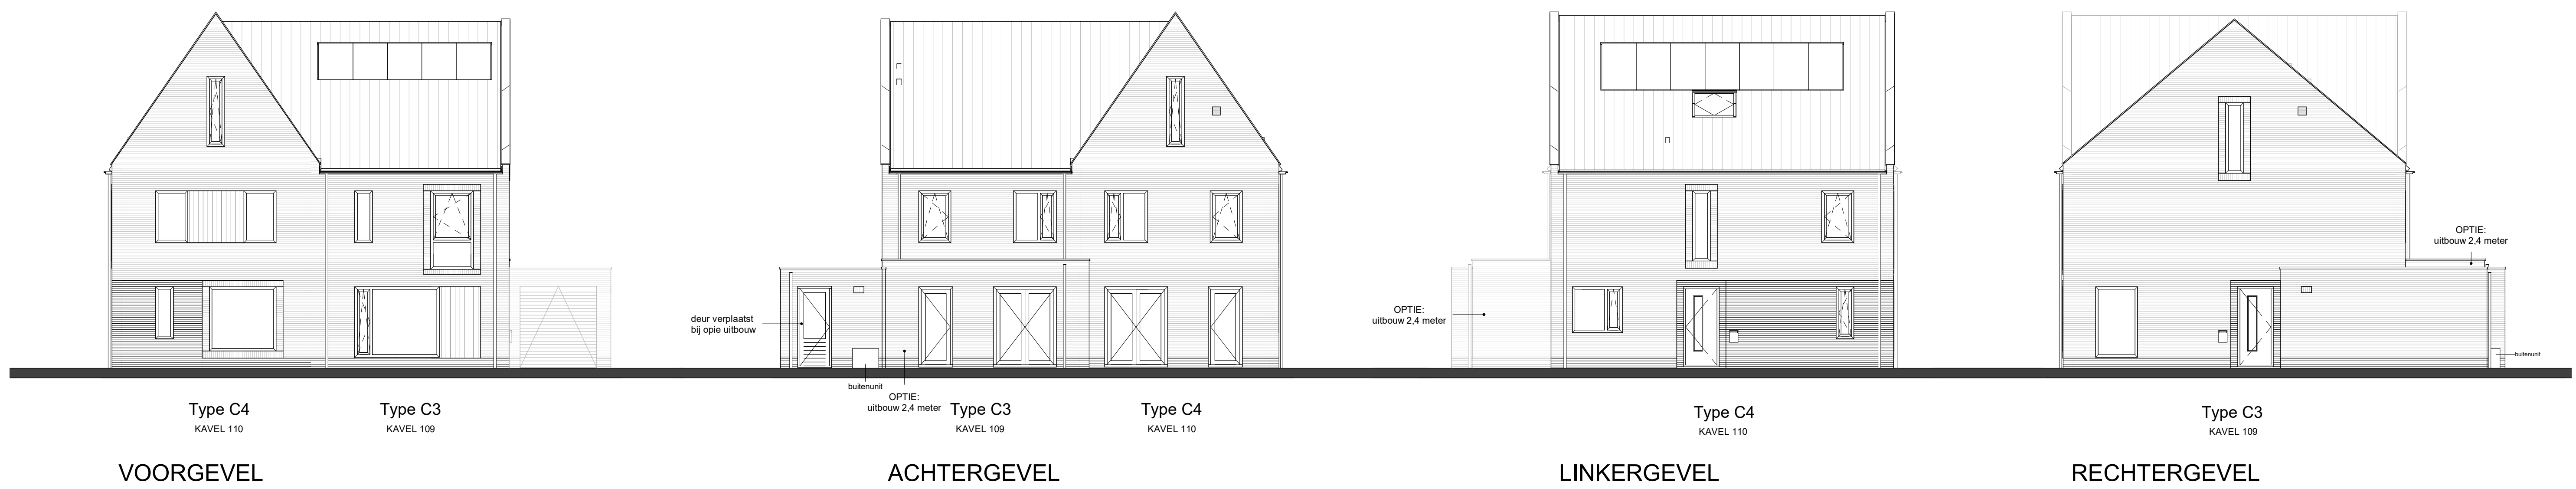 Type C4
KAVEL 110
Type C3
KAVEL 109
VOORGEVEL
deur verplaatst
bij opie uitbouw
buitenunit
OPTIE:
uitbouw 2,4 meter
Type C3
KAVEL 109
Type C4
KAVEL 110
ACHTERGEVEL
OPTIE:
uitbouw 2,4 meter
Type C4
KAVEL 110
LINKERGEVEL
OPTIE:
uitbouw 2,4 meter
buitenunit
Type C3
KAVEL 109
RECHTERGEVEL